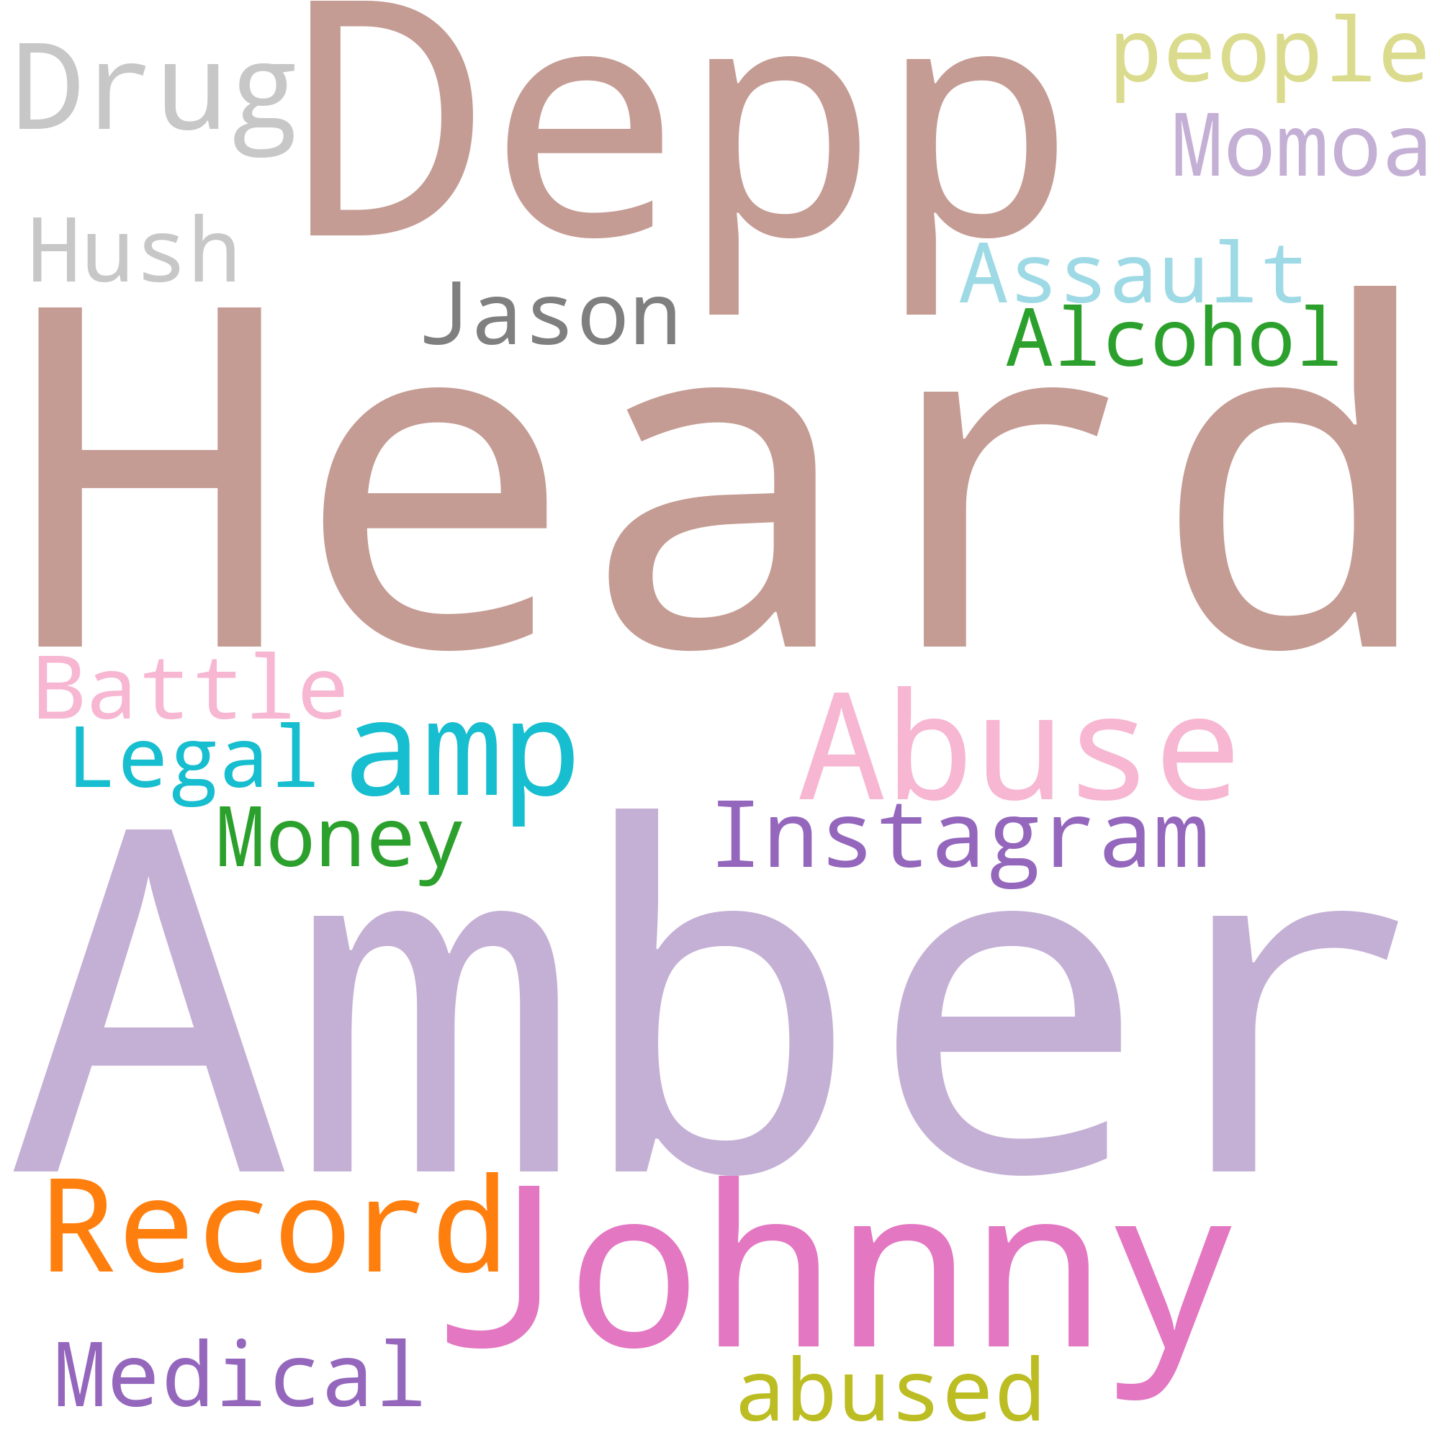 Drug
Depp
people
Momoa
Hush
Assault
Jason
Alcohol
Heard
Battle
Abuse
Legal
amp
Money
Instagram
Amber
Record
Johnny
Medical
abused